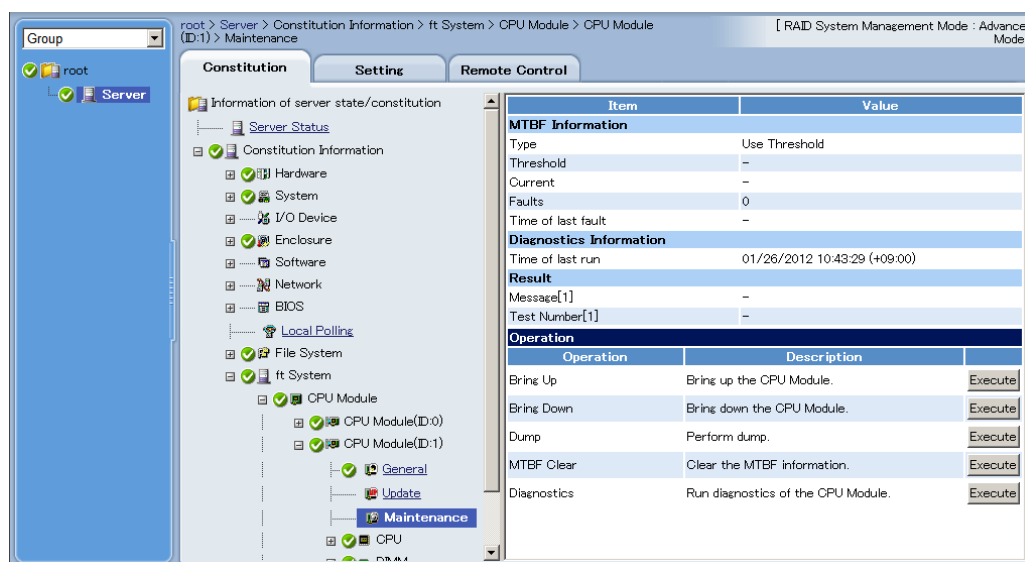 Group
root
Server
root > Server > Constitution Information > ft System > CPU Module > CPU Module
(ID:1) > Maintenance
[ RAID System Management Mode : Advance
Mode
Constitution
Setting
Remote Control
Information of server state/constitution
Server Status
Constitution Information
Hardware
System
I/O Device
Enclosure
Software
Network
BIOS
Local Polling
File System
ft System
CPU Module
CPU Module(ID:0)
CPU Module(ID:1)
General
Update
Maintenance
CPU
DIMM
Item Value
MTBF Information
Type Use Threshold
Threshold -
Current -
Faults 0
Time of last fault -
Diagnostics Information
Time of last run 01/26/2012 10:43:29 (+09:00)
Result
Message[1] -
Test Number[1] -
Operation
Operation Description
Bring Up Bring up the CPU Module. Execute
Bring Down Bring down the CPU Module. Execute
Dump Perform dump. Execute
MTBF Clear Clear the MTBF information. Execute
Diagnostics Run diagnostics of the CPU Module. Execute